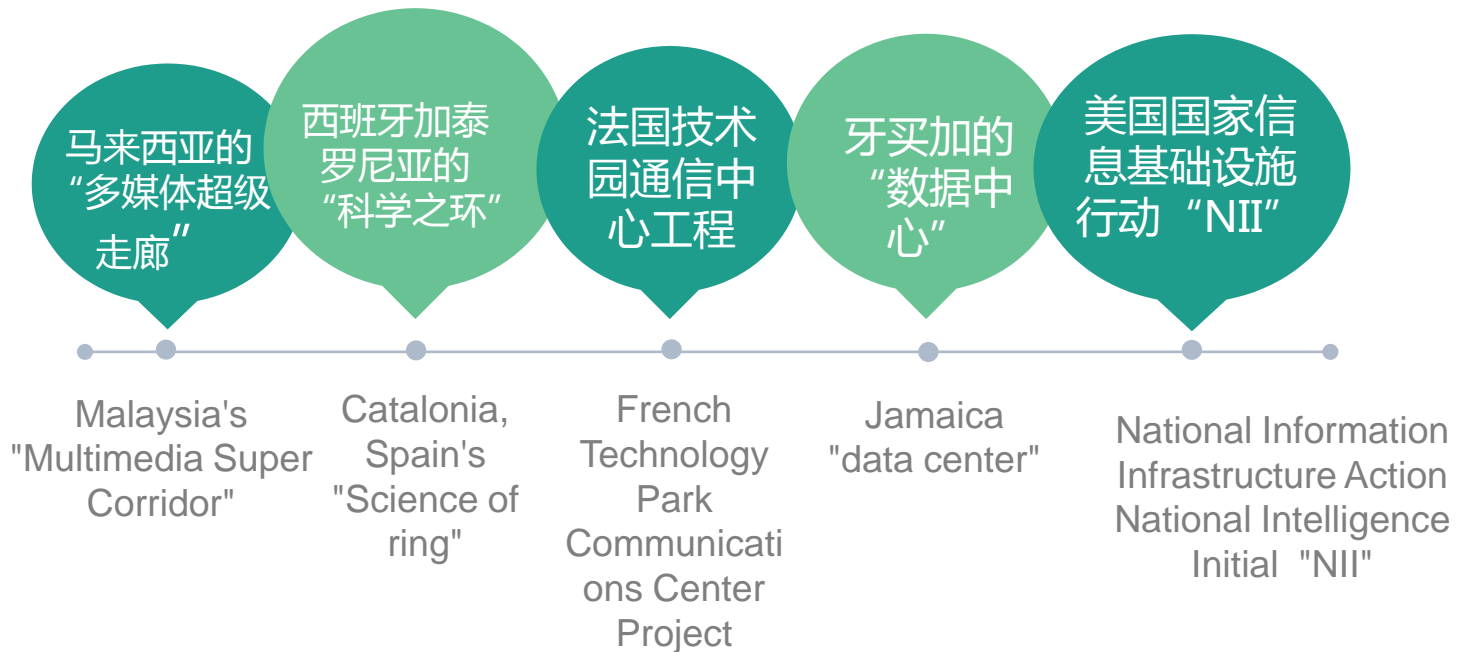 马来西亚的
“多媒体超级
走廊”
西班牙加泰
罗尼亚的
“科学之环”
法国技术
园通信中
心工程
牙买加的
“数据中
心”
美国国家信
息基础设施
行动“NII”
Malaysia's
"Multimedia Super
Corridor"
Catalonia,
Spain's
"Science of
ring"
French
Technology
Park
Communicati
ons Center
Project
Jamaica
"data center"
National Information
Infrastructure Action
National Intelligence
Initial "NII"